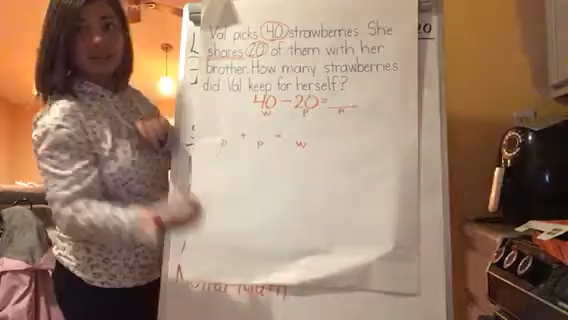 Val picks 40 strawberries. She
shares 20 of them with her
brother. How many strawberries
did Val keep for herself?
40 - 20 = ___
w p p
p + p = w
20